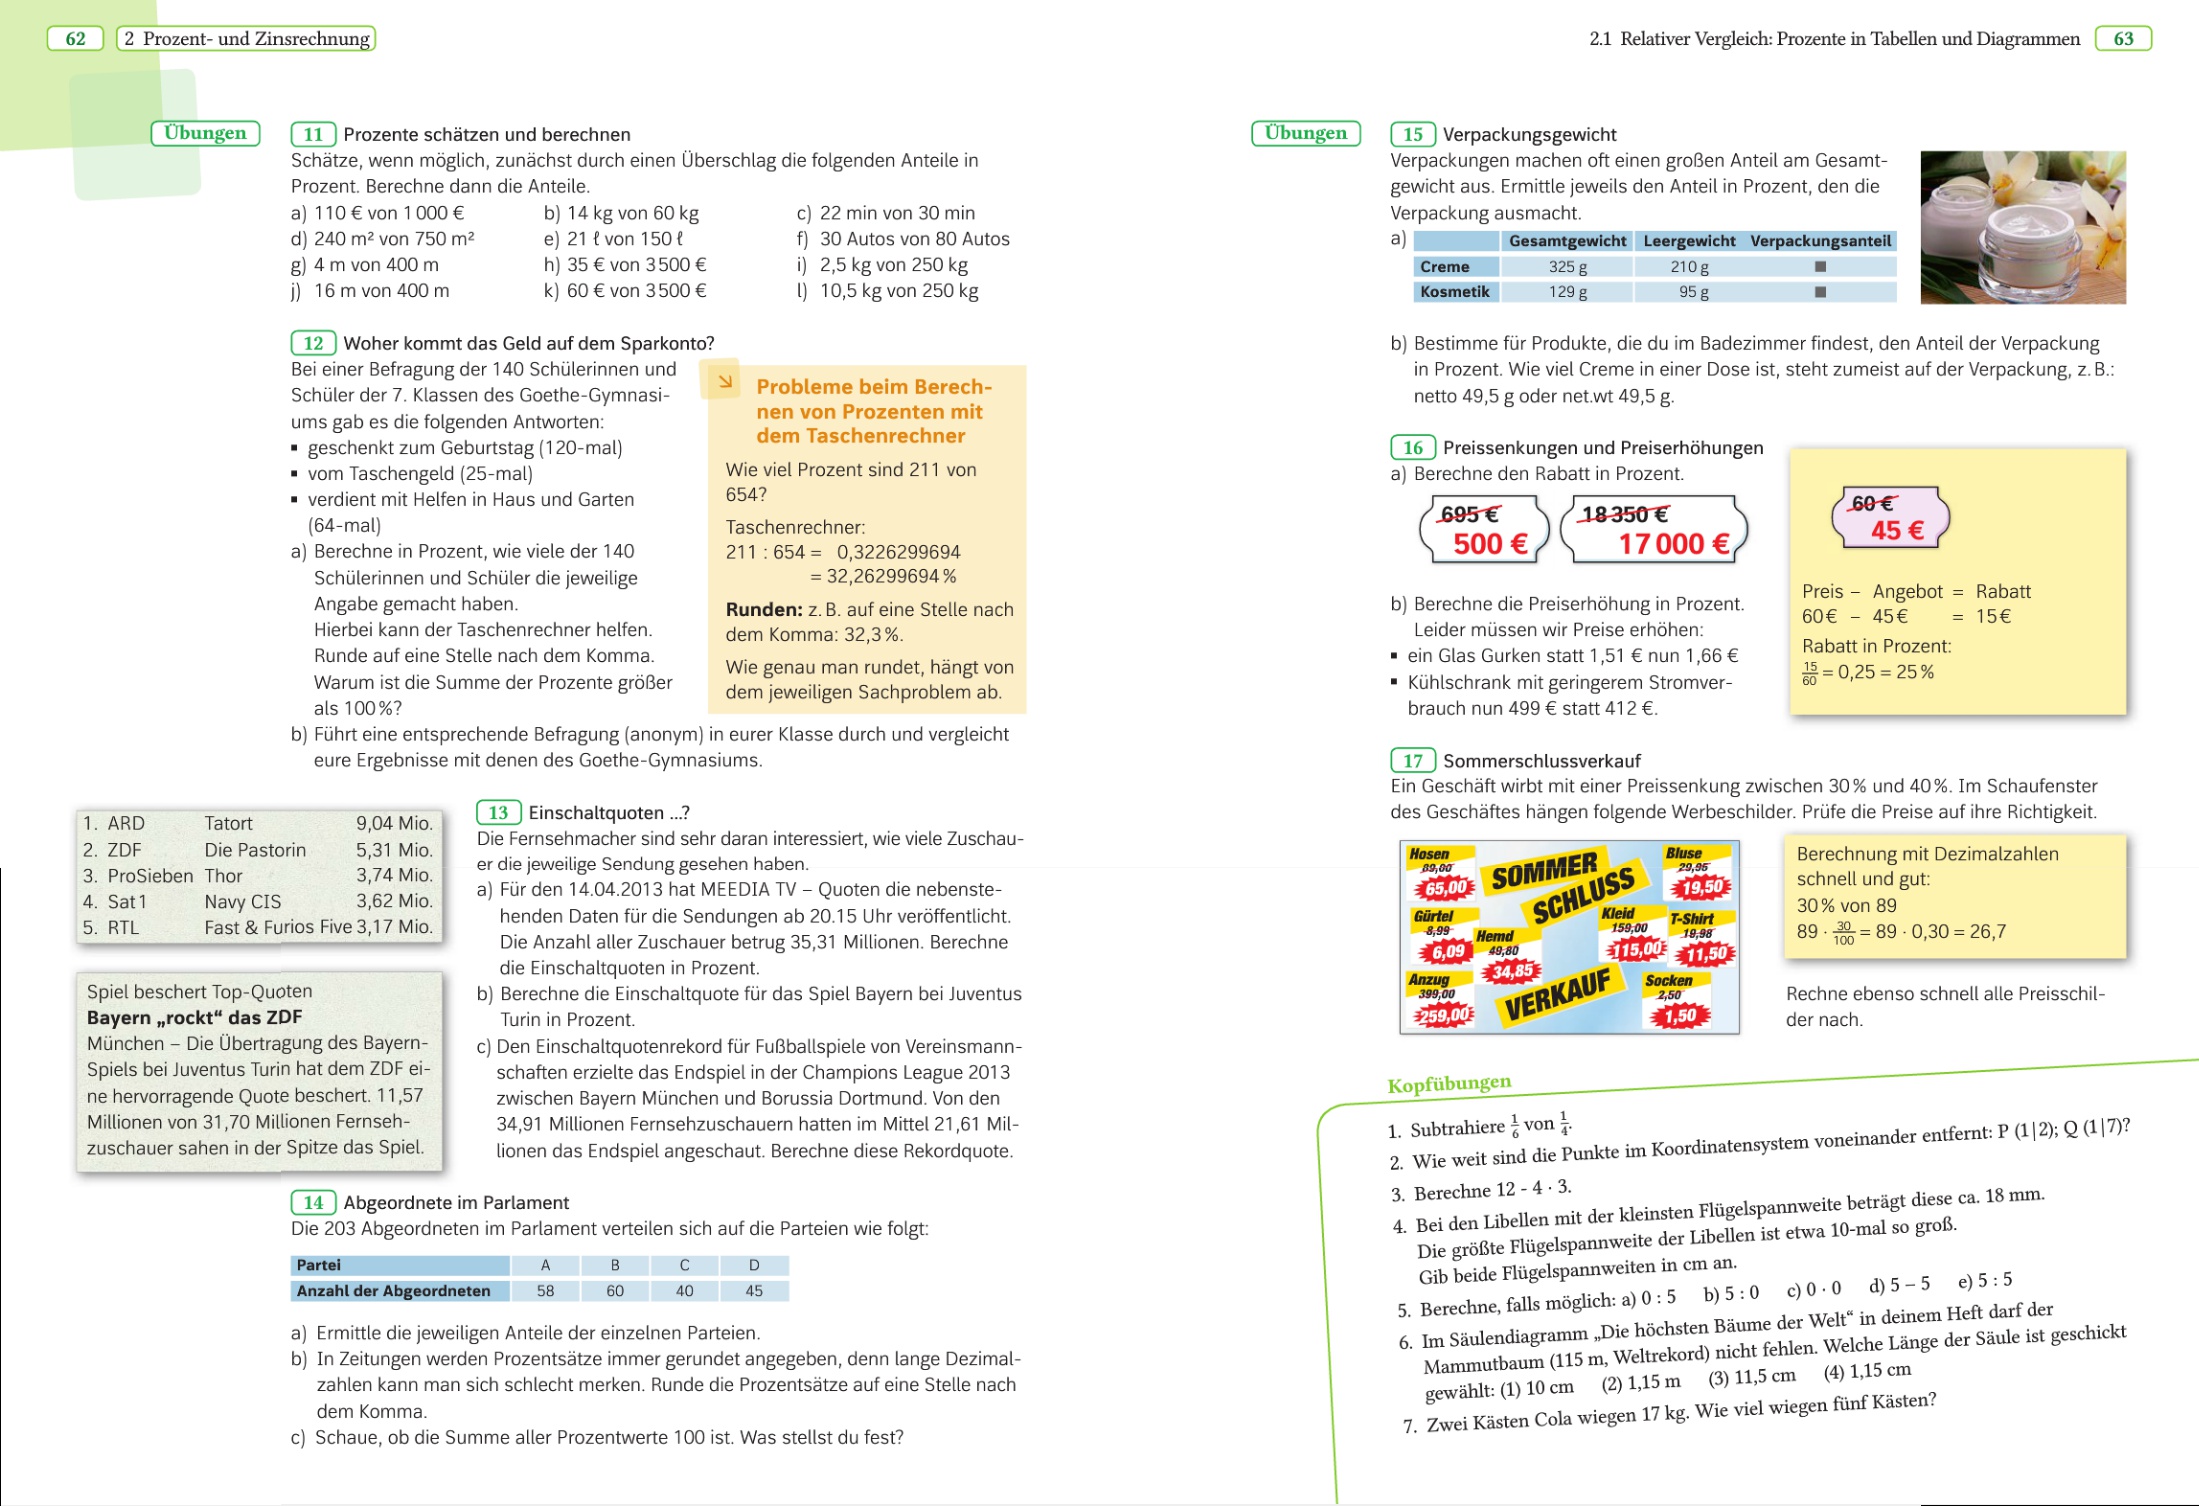 62
2 Prozent- und Zinsrechnung
Übungen
11 Prozente schätzen und berechnen
Schätze, wenn möglich, zunächst durch einen Überschlag die folgenden Anteile in
Prozent. Berechne dann die Anteile.
a) 110 € von 1 000 € b) 14 kg von 60 kg c) 22 min von 30 min
d) 240 m² von 750 m² e) 21 ℓ von 150 ℓ f) 30 Autos von 80 Autos
g) 4 m von 400 m h) 35 € von 3 500 € i) 2,5 kg von 250 kg
j) 16 m von 400 m k) 60 € von 3 500 € l) 10,5 kg von 250 kg
12 Woher kommt das Geld auf dem Sparkonto?
Bei einer Befragung der 140 Schülerinnen und
Schüler der 7. Klassen des Goethe-Gymnasi-
ums gab es die folgenden Antworten:
▪ geschenkt zum Geburtstag (120-mal)
▪ vom Taschengeld (25-mal)
▪ verdient mit Helfen in Haus und Garten
(64-mal)
a) Berechne in Prozent, wie viele der 140
Schülerinnen und Schüler die jeweilige
Angabe gemacht haben.
Hierbei kann der Taschenrechner helfen.
Runde auf eine Stelle nach dem Komma.
Warum ist die Summe der Prozente größer
als 100 %?
b) Führt eine entsprechende Befragung (anonym) in eurer Klasse durch und vergleicht
eure Ergebnisse mit denen des Goethe-Gymnasiums.
Probleme beim Berech-
nen von Prozenten mit
dem Taschenrechner
Wie viel Prozent sind 211 von
654?
Taschenrechner:
211 : 654 = 0,3226299694
= 32,26299694 %
Runden: z. B. auf eine Stelle nach
dem Komma: 32,3 %.
Wie genau man rundet, hängt von
dem jeweiligen Sachproblem ab.
1. ARD Tatort 9,04 Mio.
2. ZDF Die Pastorin 5,31 Mio.
3. ProSieben Thor 3,74 Mio.
4. Sat 1 Navy CIS 3,62 Mio.
5. RTL Fast & Furios Five 3,17 Mio.
Spiel beschert Top-Quoten
Bayern „rockt“ das ZDF
München – Die Übertragung des Bayern-
Spiels bei Juventus Turin hat dem ZDF ei-
ne hervorragende Quote beschert. 11,57
Millionen von 31,70 Millionen Fernseh-
zuschauer sahen in der Spitze das Spiel.
13 Einschaltquoten ...?
Die Fernsehmacher sind sehr daran interessiert, wie viele Zuschau-
er die jeweilige Sendung gesehen haben.
a) Für den 14.04.2013 hat MEEDIA TV – Quoten die nebenste-
henden Daten für die Sendungen ab 20.15 Uhr veröffentlicht.
Die Anzahl aller Zuschauer betrug 35,31 Millionen. Berechne
die Einschaltquoten in Prozent.
b) Berechne die Einschaltquote für das Spiel Bayern bei Juventus
Turin in Prozent.
c) Den Einschaltquotenrekord für Fußballspiele von Vereinsmann-
schaften erzielte das Endspiel in der Champions League 2013
zwischen Bayern München und Borussia Dortmund. Von den
34,91 Millionen Fernsehzuschauern hatten im Mittel 21,61 Mil-
lionen das Endspiel angeschaut. Berechne diese Rekordquote.
14 Abgeordnete im Parlament
Die 203 Abgeordneten im Parlament verteilen sich auf die Parteien wie folgt:
Partei A B C D
Anzahl der Abgeordneten 58 60 40 45
a) Ermittle die jeweiligen Anteile der einzelnen Parteien.
b) In Zeitungen werden Prozentsätze immer gerundet angegeben, denn lange Dezimal-
zahlen kann man sich schlecht merken. Runde die Prozentsätze auf eine Stelle nach
dem Komma.
c) Schaue, ob die Summe aller Prozentwerte 100 ist. Was stellst du fest?
2.1 Relativer Vergleich: Prozente in Tabellen und Diagrammen
63
Übungen
15 Verpackungsgewicht
Verpackungen machen oft einen großen Anteil am Gesamt-
gewicht aus. Ermittle jeweils den Anteil in Prozent, den die
Verpackung ausmacht.
a) Gesamtgewicht Leergewicht Verpackungsanteil
Creme 325 g 210 g ■
Kosmetik 129 g 95 g ■
b) Bestimme für Produkte, die du im Badezimmer findest, den Anteil der Verpackung
in Prozent. Wie viel Creme in einer Dose ist, steht zumeist auf der Verpackung, z. B.:
netto 49,5 g oder net.wt 49,5 g.
16 Preissenkungen und Preiserhöhungen
a) Berechne den Rabatt in Prozent.
695 € 18 350 €
500 € 17 000 €
b) Berechne die Preiserhöhung in Prozent.
Leider müssen wir Preise erhöhen:
▪ ein Glas Gurken statt 1,51 € nun 1,66 €
▪ Kühlschrank mit geringerem Stromver-
brauch nun 499 € statt 412 €.
60 €
45 €
Preis – Angebot = Rabatt
60 € – 45 € = 15 €
Rabatt in Prozent:
15/60 = 0,25 = 25 %
17 Sommerschlussverkauf
Ein Geschäft wirbt mit einer Preissenkung zwischen 30 % und 40 %. Im Schaufenster
des Geschäftes hängen folgende Werbeschilder. Prüfe die Preise auf ihre Richtigkeit.
SOMMER
SCHLUSS
VERKAUF
Hosen
89,00
65,00
Bluse
29,95
19,50
Gürtel
8,99
6,09
Hemd
49,80
34,85
Kleid
159,00
115,00
T-Shirt
19,98
11,50
Anzug
399,00
259,00
Socken
2,50
1,50
Berechnung mit Dezimalzahlen
schnell und gut:
30 % von 89
89 · 30/100 = 89 · 0,30 = 26,7
Rechne ebenso schnell alle Preisschil-
der nach.
Kopfübungen
1. Subtrahiere 1/6 von 1/4.
2. Wie weit sind die Punkte im Koordinatensystem voneinander entfernt: P (1|2); Q (1|7)?
3. Berechne 12 - 4 · 3.
4. Bei den Libellen mit der kleinsten Flügelspannweite beträgt diese ca. 18 mm.
Die größte Flügelspannweite der Libellen ist etwa 10-mal so groß.
Gib beide Flügelspannweiten in cm an.
5. Berechne, falls möglich: a) 0 : 5 b) 5 : 0 c) 0 · 0 d) 5 – 5 e) 5 : 5
6. Im Säulendiagramm „Die höchsten Bäume der Welt“ in deinem Heft darf der
Mammutbaum (115 m, Weltrekord) nicht fehlen. Welche Länge der Säule ist geschickt
gewählt: (1) 10 cm (2) 1,15 m (3) 11,5 cm (4) 1,15 cm
7. Zwei Kästen Cola wiegen 17 kg. Wie viel wiegen fünf Kästen?